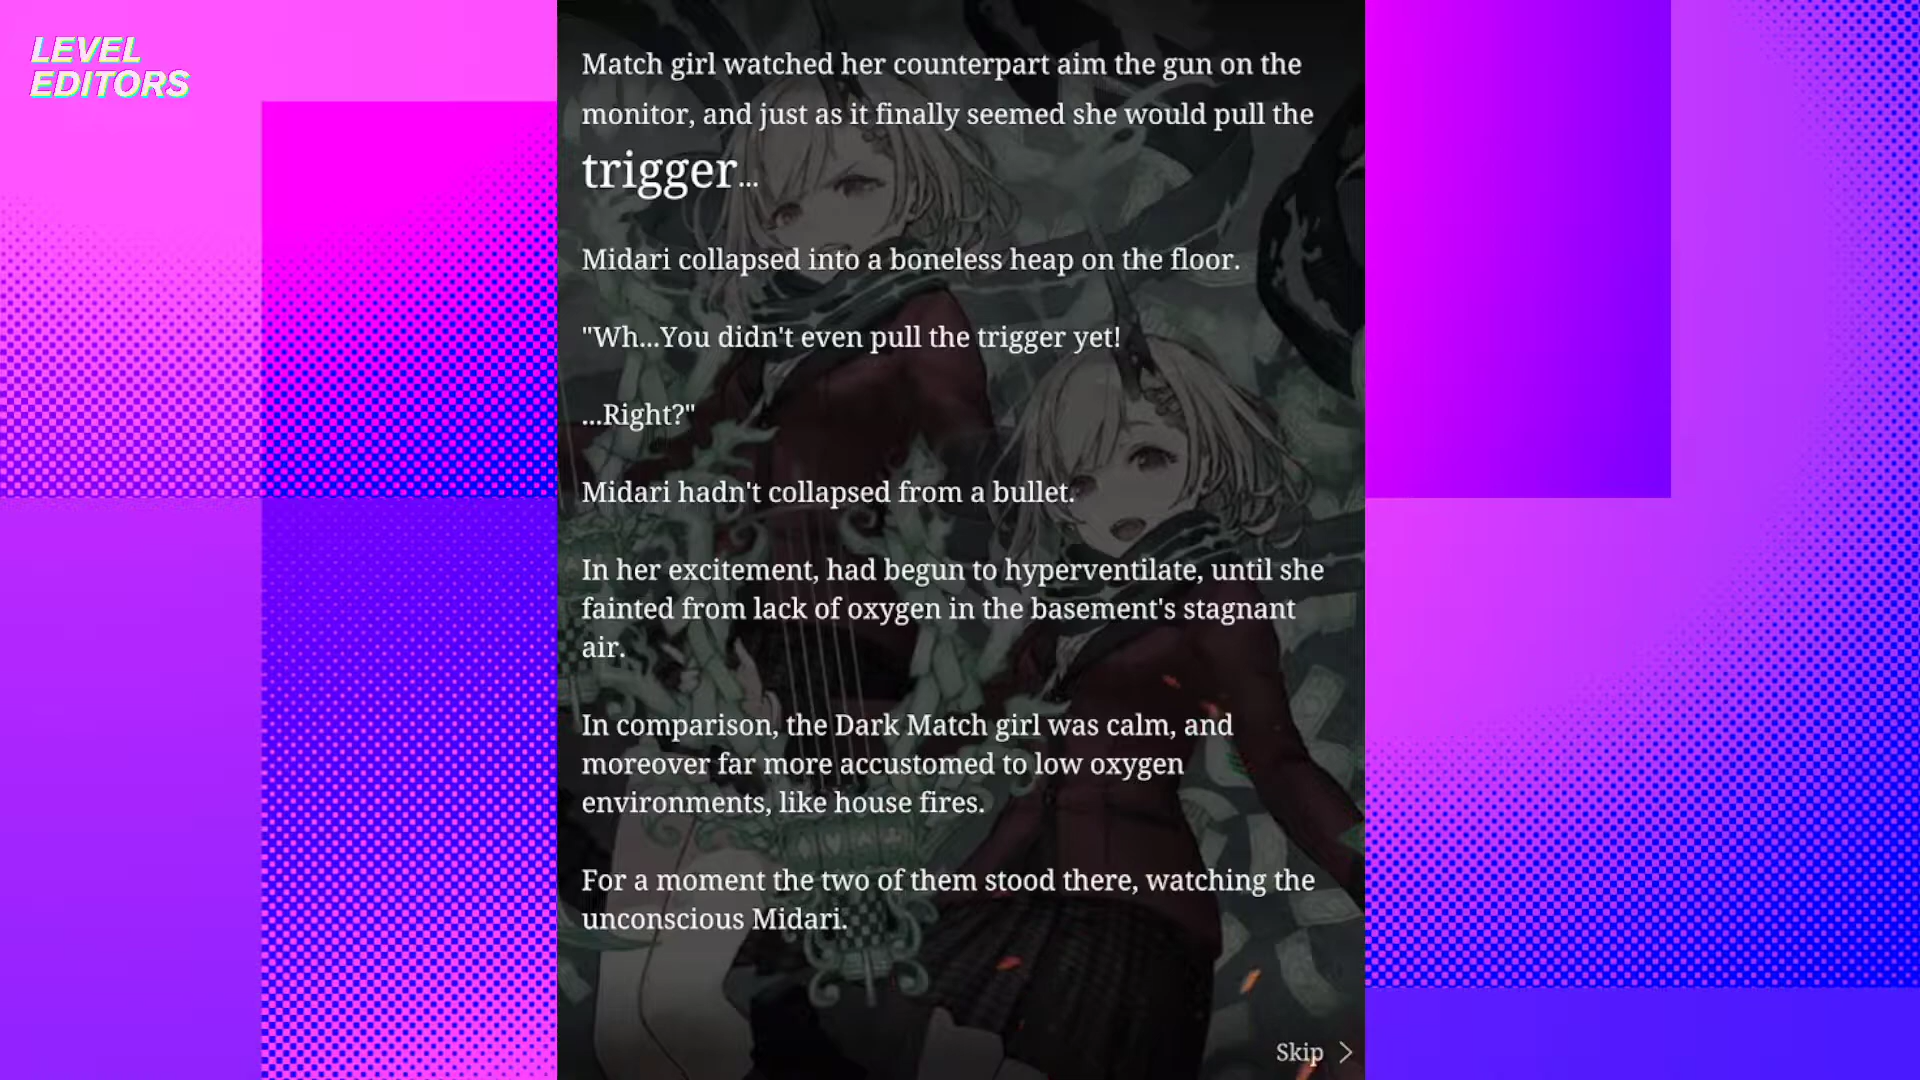 LEVEL
EDITORS
Match girl watched her counterpart aim the gun on the
monitor, and just as it finally seemed she would pull the
trigger...
Midari collapsed into a boneless heap on the floor.
"Wh...You didn't even pull the trigger yet!
...Right?"
Midari hadn't collapsed from a bullet.
In her excitement, had begun to hyperventilate, until she
fainted from lack of oxygen in the basement's stagnant
air.
In comparison, the Dark Match girl was calm, and
moreover far more accustomed to low oxygen
environments, like house fires.
For a moment the two of them stood there, watching the
unconscious Midari.
Skip